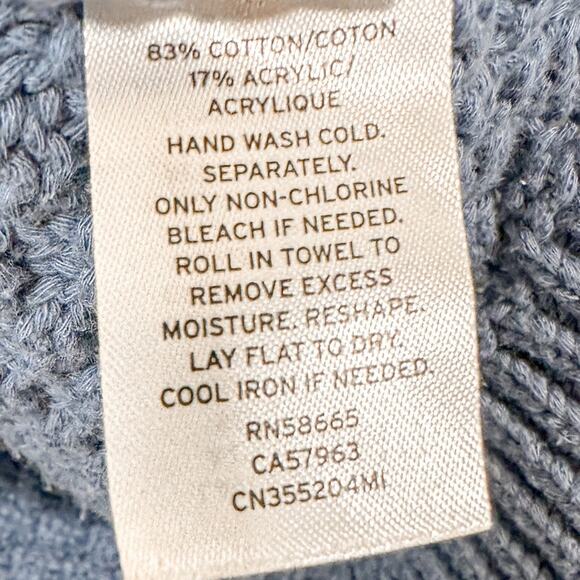 83% COTTON/COTON
17% ACRYLIC/
ACRYLIQUE
HAND WASH COLD.
SEPARATELY.
ONLY NON-CHLORINE
BLEACH IF NEEDED.
ROLL IN TOWEL TO
REMOVE EXCESS
MOISTURE. RESHAPE.
LAY FLAT TO DRY.
COOL IRON IF NEEDED.
RN58665
CA57963
CN355204MI